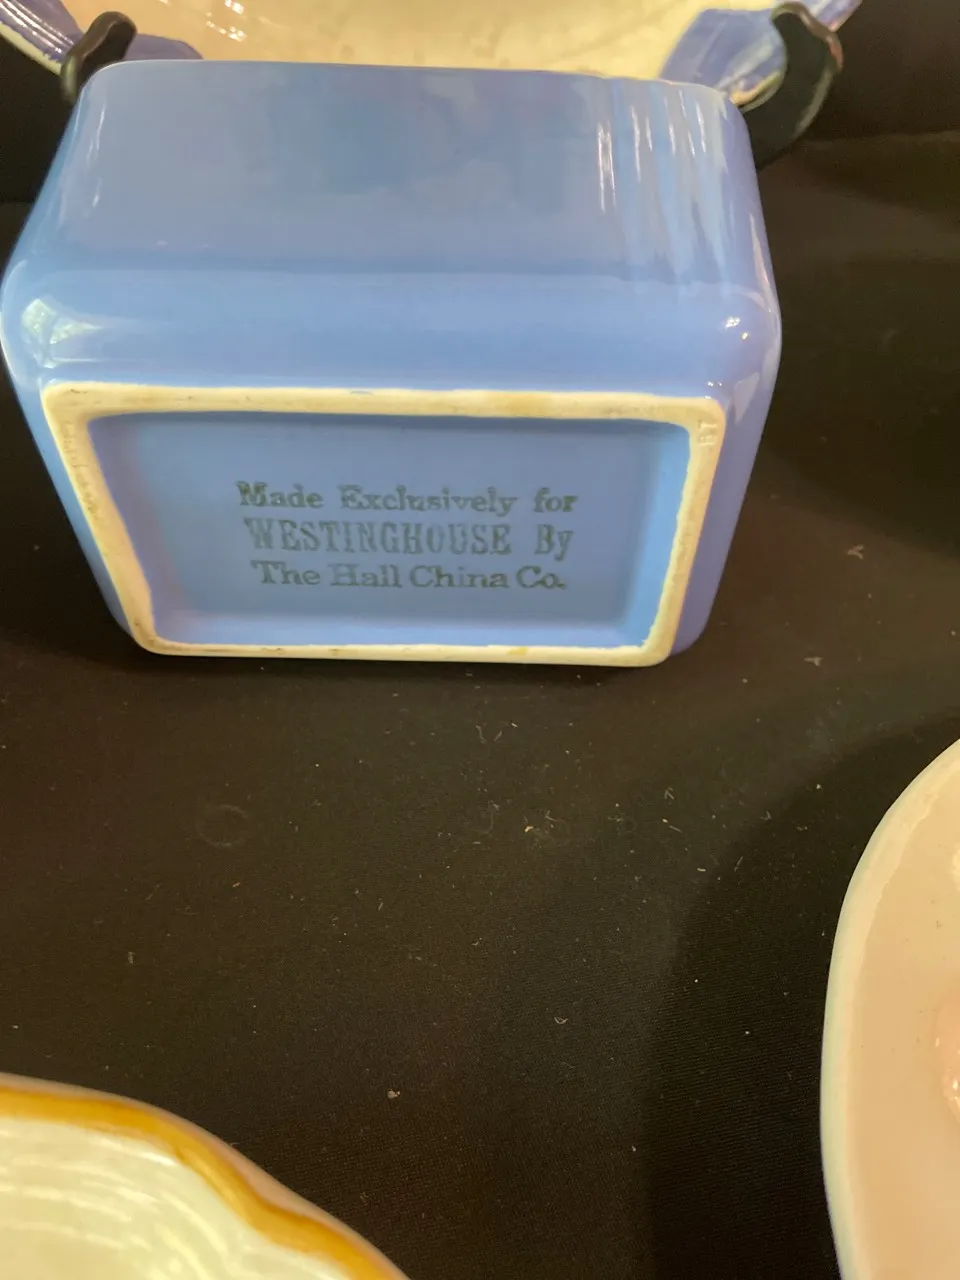 Made Exclusively for
WESTINGHOUSE By
The Hall China Co.